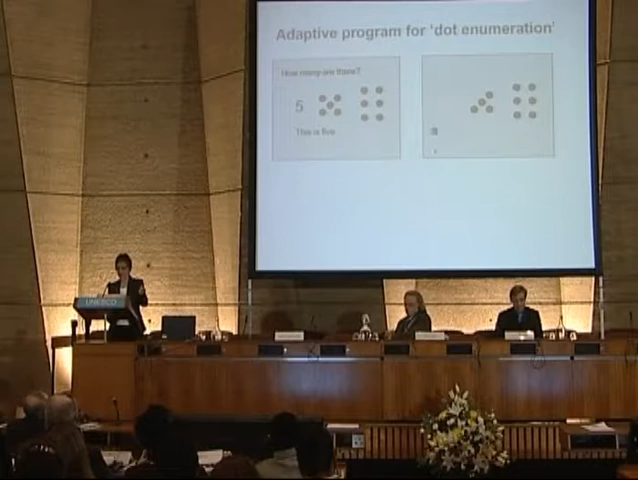 Adaptive program for 'dot enumeration'
How many are there?
5
This is five
UNESCO